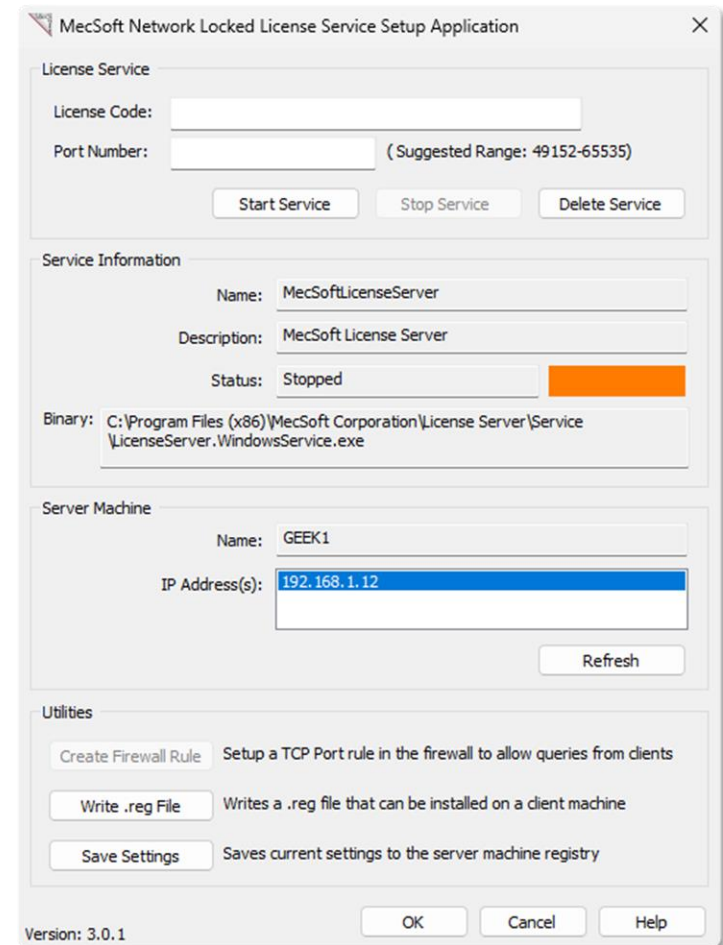 MecSoft Network Locked License Service Setup Application
License Service
License Code:
Port Number:
( Suggested Range: 49152-65535)
Start Service
Stop Service
Delete Service
Service Information
Name: MecSoftLicenseServer
Description: MecSoft License Server
Status: Stopped
Binary: C:\Program Files (x86)\MecSoft Corporation\License Server\Service
\LicenseServer.WindowsService.exe
Server Machine
Name: GEEK1
IP Address(s): 192.168.1.12
Refresh
Utilities
Create Firewall Rule Setup a TCP Port rule in the firewall to allow queries from clients
Write .reg File Writes a .reg file that can be installed on a client machine
Save Settings Saves current settings to the server machine registry
Version: 3.0.1
OK
Cancel
Help